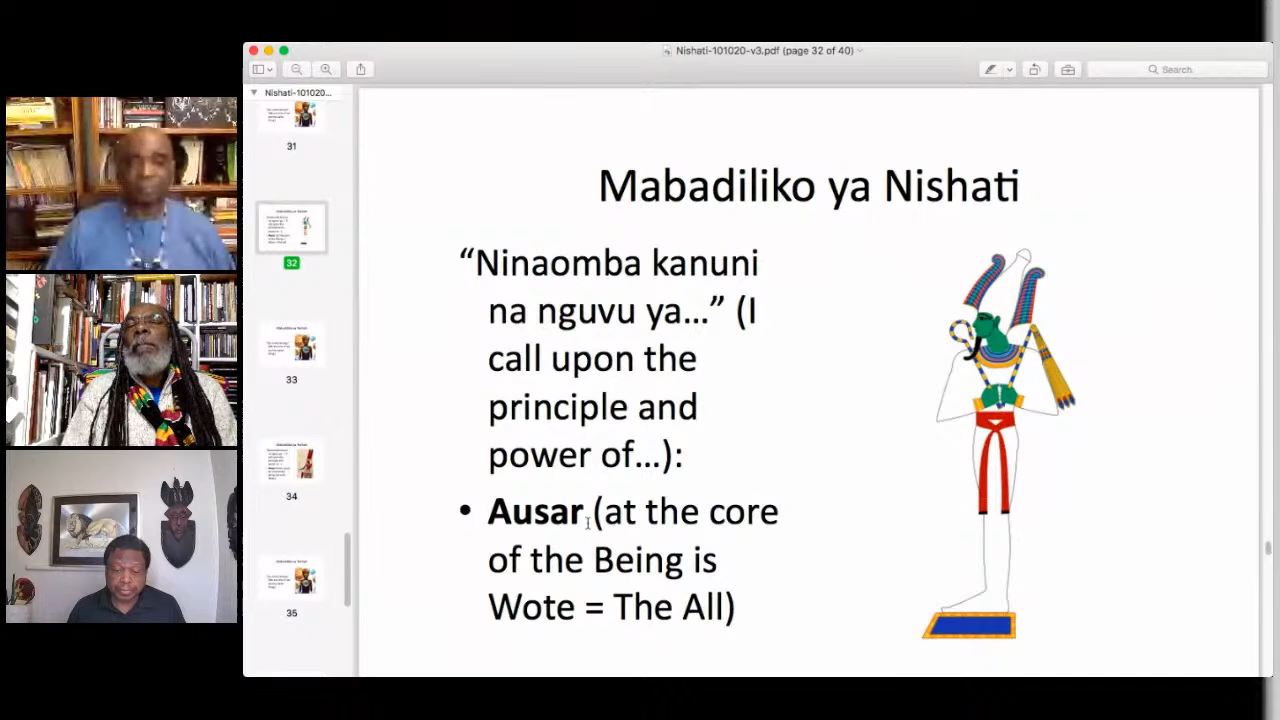 Nishati-101020-v3.pdf (page 32 of 40)
Search
Nishati-101020...
31
32
33
34
35
Mabadiliko ya Nishati
“Ninaomba kanuni
na nguvu ya...” (I
call upon the
principle and
power of...):
• Ausar (at the core
of the Being is
Wote = The All)